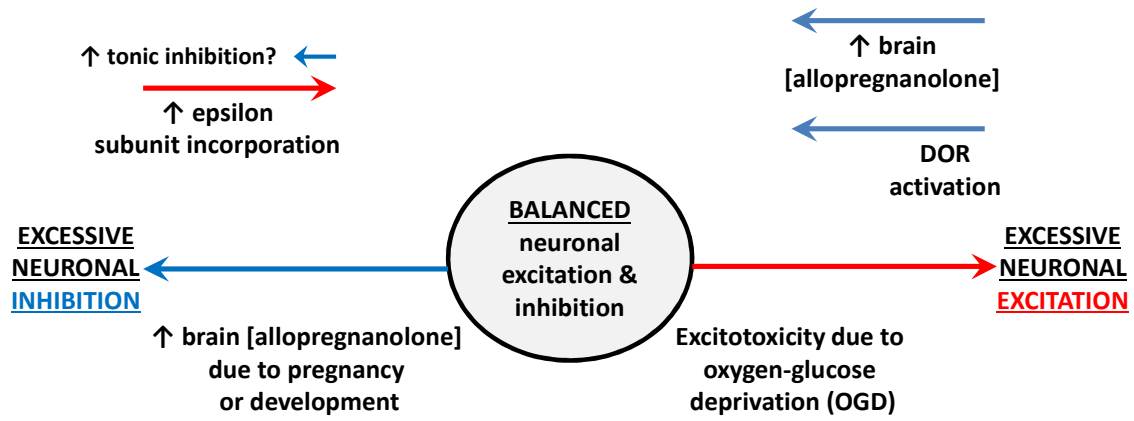 ↑ tonic inhibition?
↑ epsilon
subunit incorporation
↑ brain
[allopregnanolone]
DOR
activation
EXCESSIVE
NEURONAL
INHIBITION
BALANCED
neuronal
excitation &
inhibition
EXCESSIVE
NEURONAL
EXCITATION
↑ brain [allopregnanolone]
due to pregnancy
or development
Excitotoxicity due to
oxygen-glucose
deprivation (OGD)